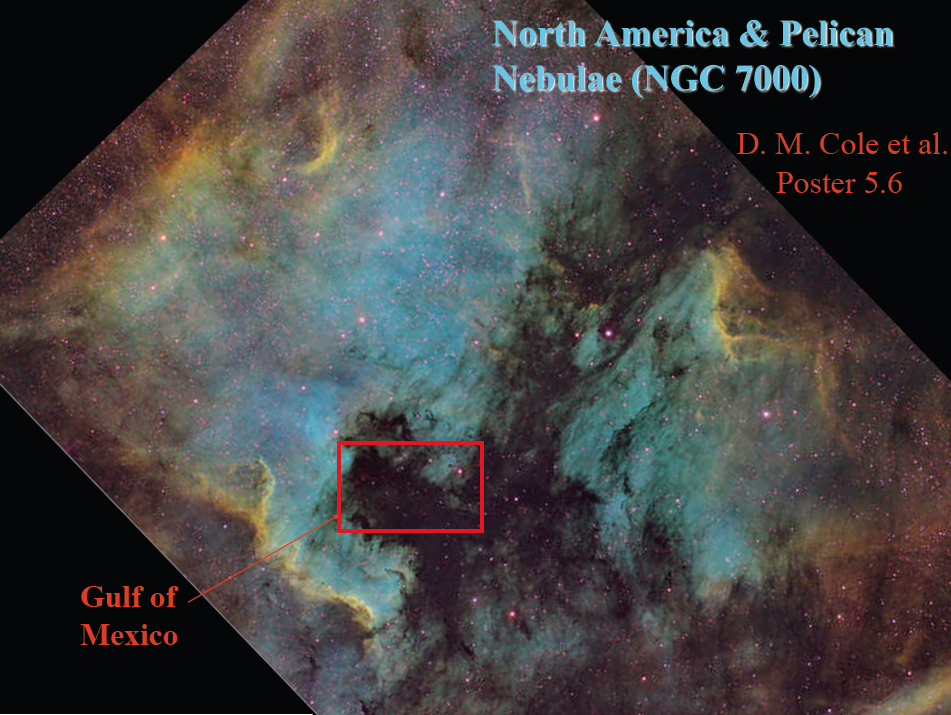 North America & Pelican
Nebulae (NGC 7000)
D. M. Cole et al.
Poster 5.6
Gulf of
Mexico